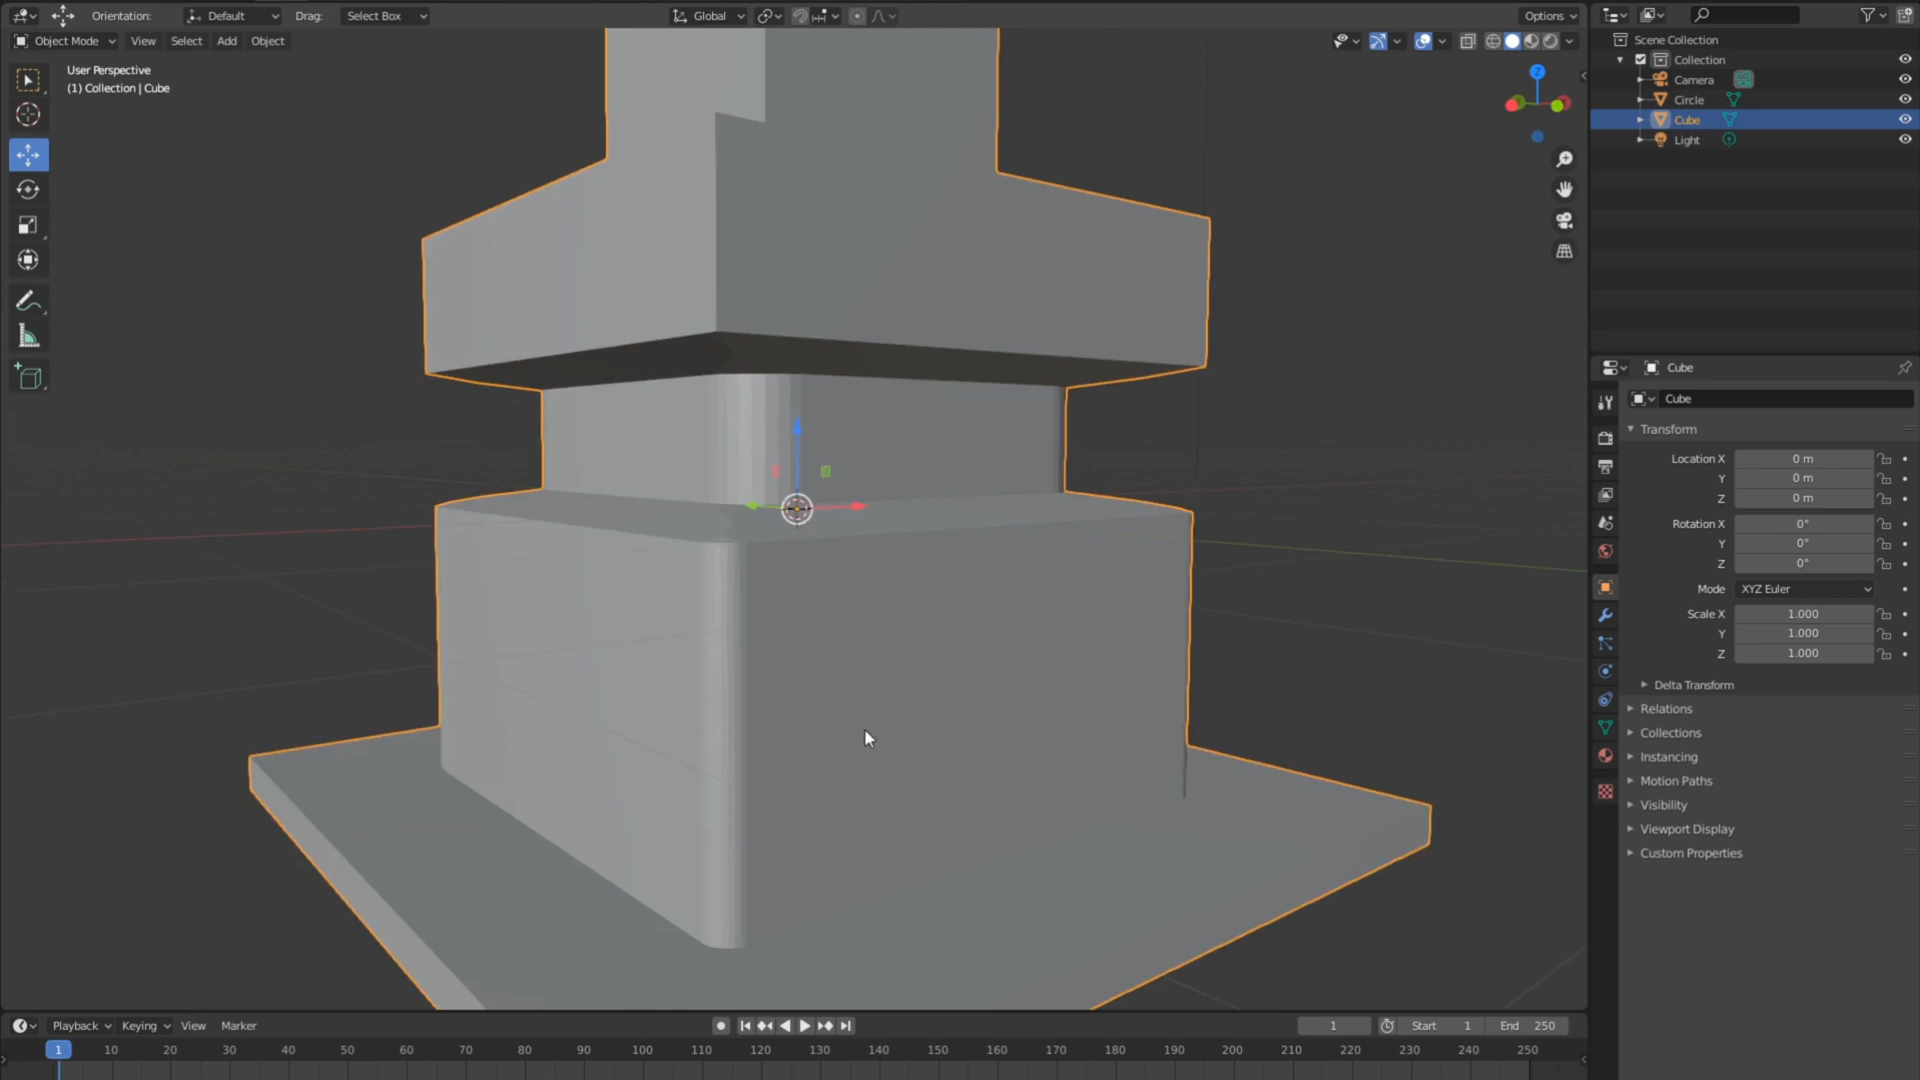 Orientation: Default Drag: Select Box Global Options
Object Mode View Select Add Object
User Perspective
(1) Collection | Cube
Z
Scene Collection
Collection
Camera
Circle
Cube
Light
Cube
Cube
Transform
Location X 0 m
Y 0 m
Z 0 m
Rotation X 0°
Y 0°
Z 0°
Mode XYZ Euler
Scale X 1.000
Y 1.000
Z 1.000
Delta Transform
Relations
Collections
Instancing
Motion Paths
Visibility
Viewport Display
Custom Properties
Playback Keying View Marker 1 Start 1 End 250
1 10 20 30 40 50 60 70 80 90 100 110 120 130 140 150 160 170 180 190 200 210 220 230 240 250